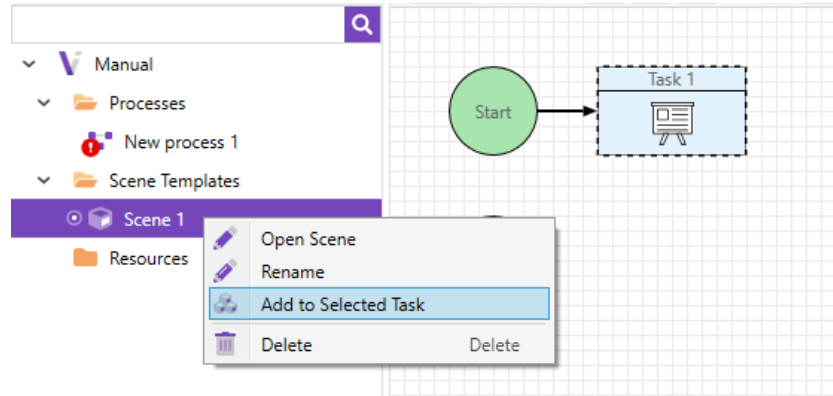 Manual
Processes
New process 1
Scene Templates
Scene 1
Resources
Open Scene
Rename
Add to Selected Task
Delete Delete
Start
Task 1